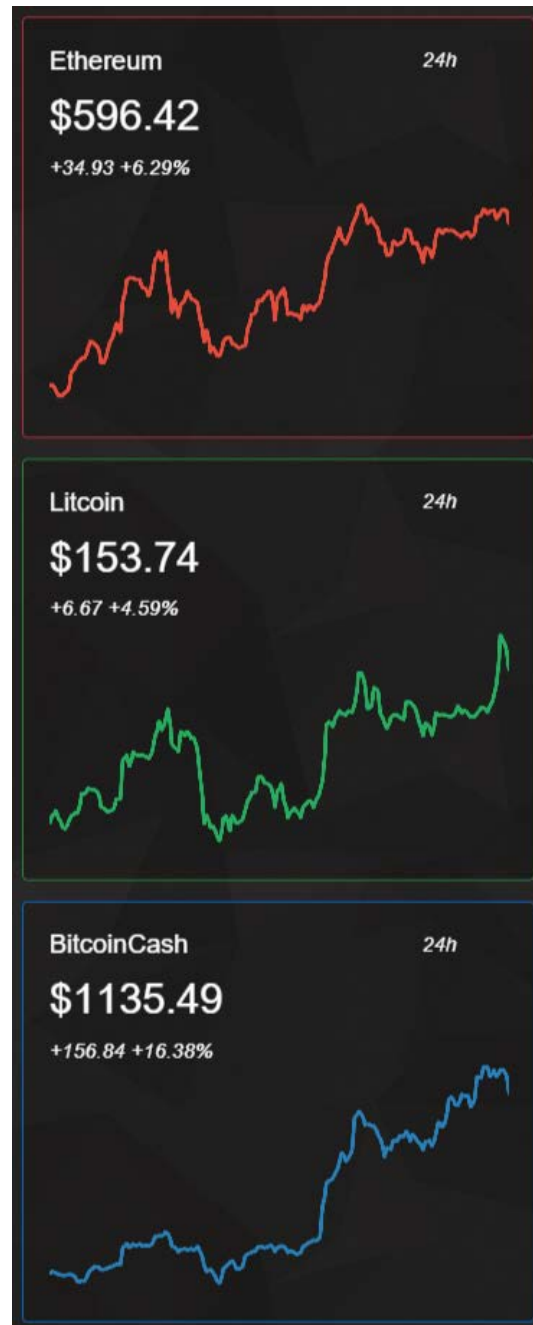 Ethereum 24h
$596.42
+34.93 +6.29%
Litcoin 24h
$153.74
+6.67 +4.59%
BitcoinCash 24h
$1135.49
+156.84 +16.38%